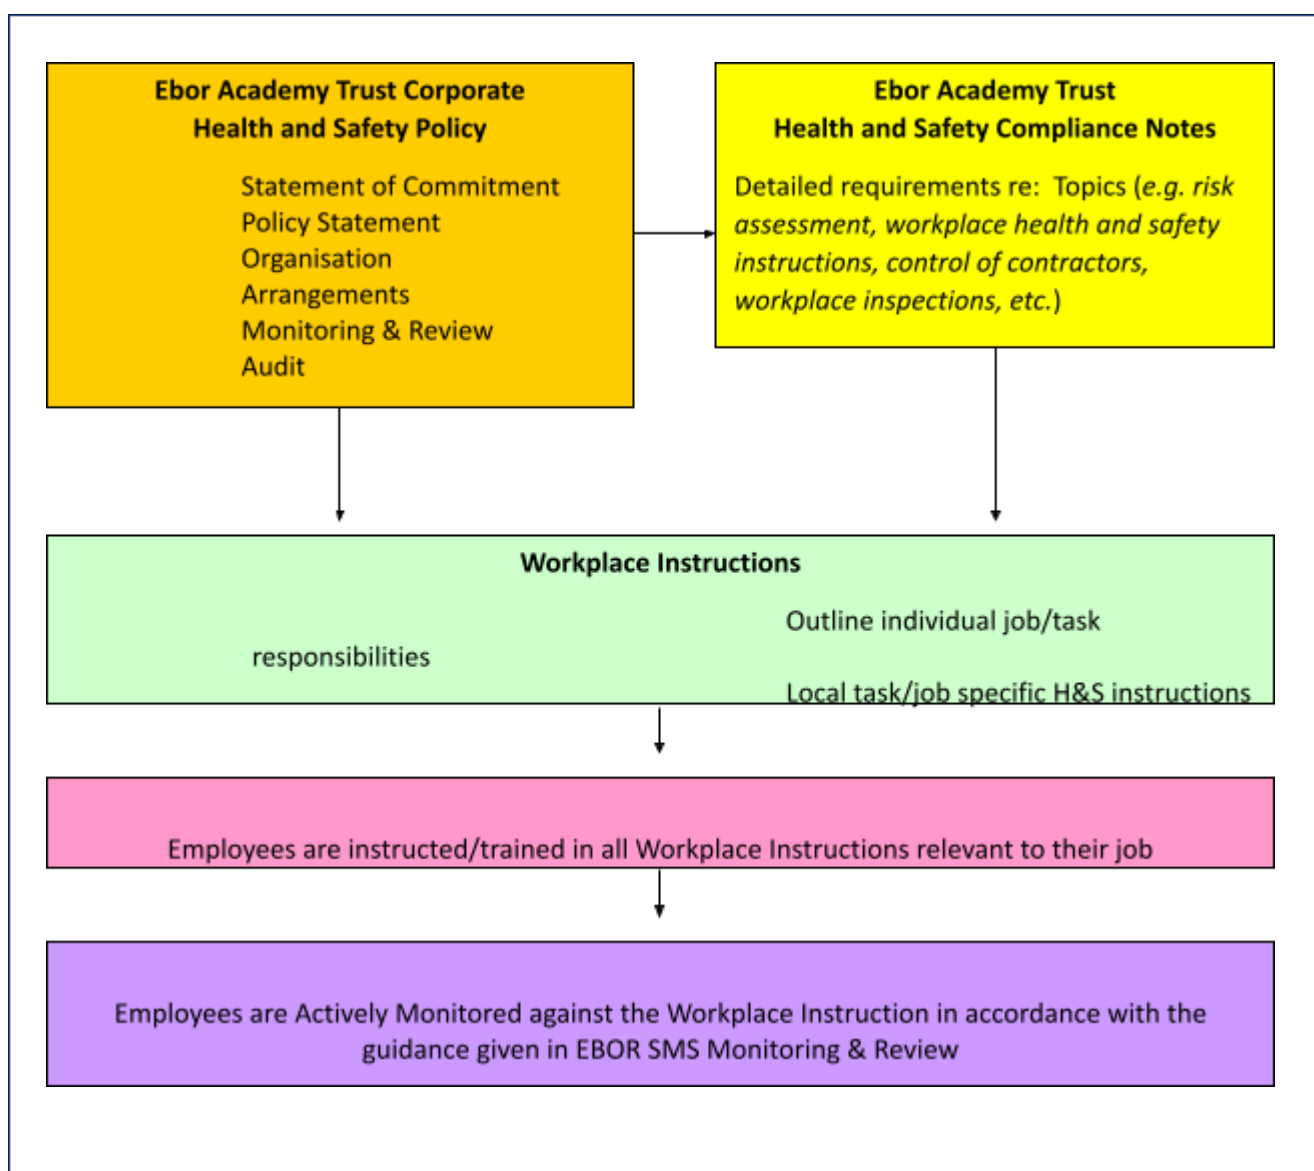 Ebor Academy Trust Corporate
Health and Safety Policy
Statement of Commitment
Policy Statement
Organisation
Arrangements
Monitoring & Review
Audit
Ebor Academy Trust
Health and Safety Compliance Notes
Detailed requirements re:  Topics (e.g. risk
assessment, workplace health and safety
instructions, control of contractors,
workplace inspections, etc.)
Workplace Instructions
Outline individual job/task
responsibilities
Local task/job specific H&S instructions
Employees are instructed/trained in all Workplace Instructions relevant to their job
Employees are Actively Monitored against the Workplace Instruction in accordance with the
guidance given in EBOR SMS Monitoring & Review